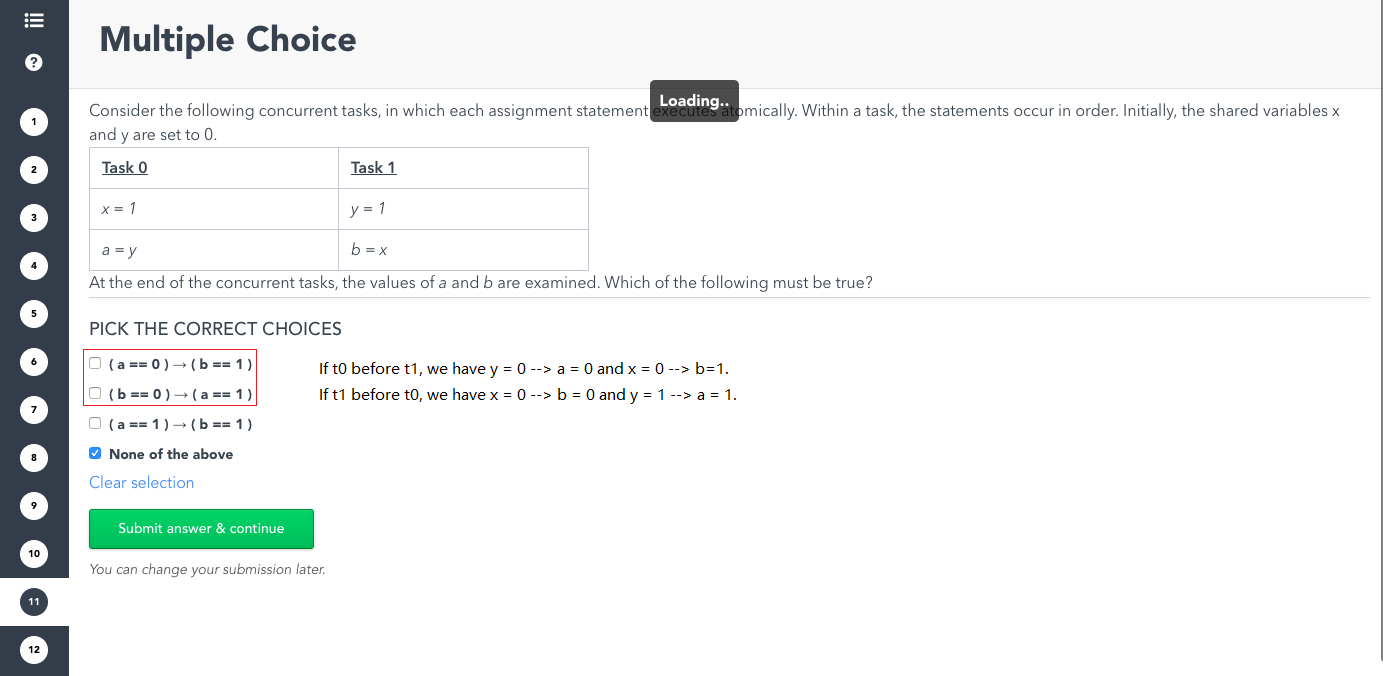 Multiple Choice
?
Loading..
Consider the following concurrent tasks, in which each assignment statement executes atomically. Within a task, the statements occur in order. Initially, the shared variables x
and y are set to 0.
1
2
3
4
5
6
7
8
9
10
11
12
Task 0 Task 1
x = 1 y = 1
a = y b = x
At the end of the concurrent tasks, the values of a and b are examined. Which of the following must be true?
PICK THE CORRECT CHOICES
( a == 0 ) → ( b == 1 ) If t0 before t1, we have y = 0 --> a = 0 and x = 0 --> b=1.
( b == 0 ) → ( a == 1 ) If t1 before t0, we have x = 0 --> b = 0 and y = 1 --> a = 1.
( a == 1 ) → ( b == 1 )
None of the above
Clear selection
Submit answer & continue
You can change your submission later.